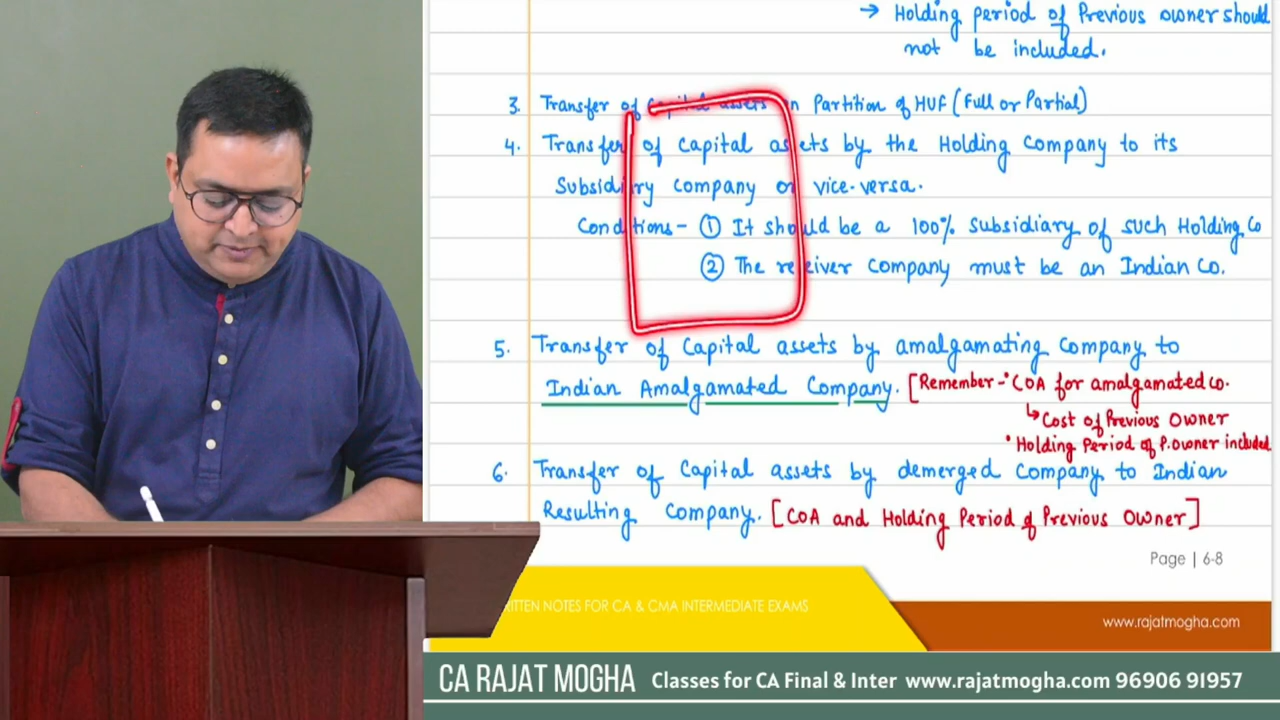 → Holding period of Previous owner should
not be included.
3. Transfer of Capital assets on Partition of HUF (Full or Partial)
4. Transfer of Capital assets by the Holding Company to its
Subsidiary Company or vice-versa.
Conditions - ① It should be a 100% subsidiary of such Holding Co
② The receiver Company must be an Indian Co.
5. Transfer of Capital assets by amalgamating Company to
Indian Amalgamated Company. [Remember - • COA for amalgamated Co.
↳ Cost of Previous Owner
• Holding Period of P.owner included
6. Transfer of Capital assets by demerged Company to Indian
Resulting Company. [COA and Holding Period of Previous Owner]
Page | 6-8
NOTES FOR CA & CMA INTERMEDIATE EXAMS
www.rajatmogha.com
CA RAJAT MOGHA Classes for CA Final & Inter www.rajatmogha.com 96906 91957